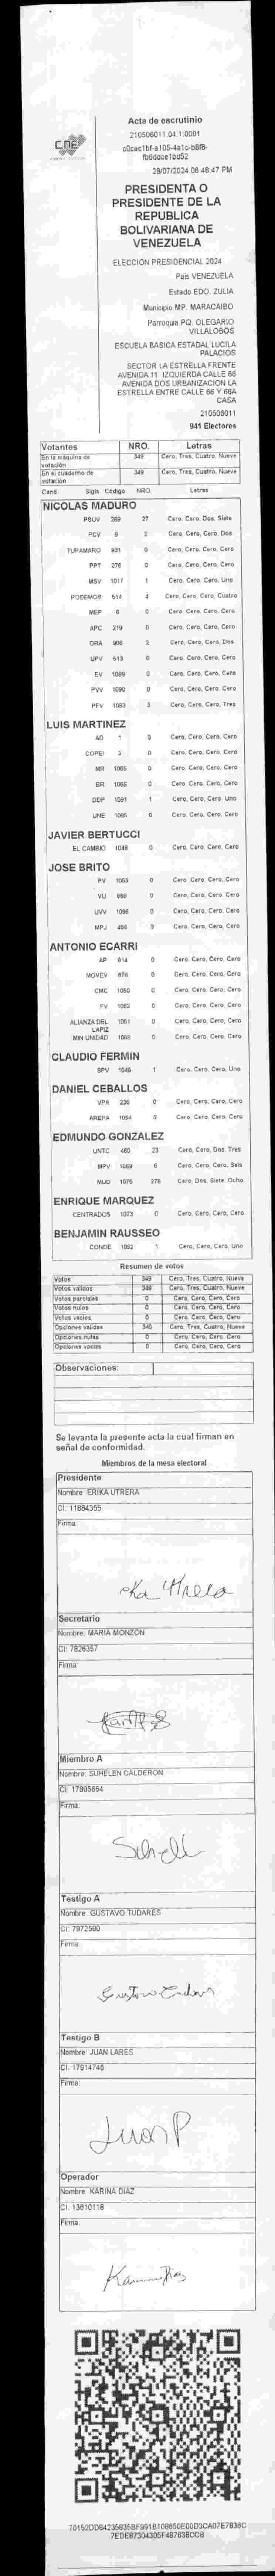 CNE
Acta de escrutinio
210506011.04.1.0001
28/07/2024 06:48:47 PM
PRESIDENTA O
PRESIDENTE DE LA
REPUBLICA
BOLIVARIANA DE
VENEZUELA
ELECCIÓN PRESIDENCIAL 2024
País VENEZUELA
Estado EDO. ZULIA
Municipio MP. MARACAIBO
Parroquia PQ. OLEGARIO
VILLALOBOS
ESCUELA BASICA ESTADAL LUCILA
PALACIOS
SECTOR LA ESTRELLA FRENTE
AVENIDA 11 IZQUIERDA CALLE 66
AVENIDA DOS URBANIZACION LA
ESTRELLA ENTRE CALLE 66 Y 66A
CASA
210506011
941 Electores
Votantes NRO. Letras
En la máquina de votación 349 Cero, Tres, Cuatro, Nueve
En el cuaderno de votación 349 Cero, Tres, Cuatro, Nueve
Cand. Sigla Código NRO. Letras
NICOLAS MADURO
PSUV 269 27 Cero, Cero, Dos, Siete
PCV 2 Cero, Cero, Cero, Dos
TUPAMARO 931 0 Cero, Cero, Cero, Cero
PPT 276 0 Cero, Cero, Cero, Cero
MSV 1017 1 Cero, Cero, Cero, Uno
PODEMOS 514 4 Cero, Cero, Cero, Cuatro
MEP 6 0 Cero, Cero, Cero, Cero
APC 219 0 Cero, Cero, Cero, Cero
ORA 906 2 Cero, Cero, Cero, Dos
UPV 513 0 Cero, Cero, Cero, Cero
EV 1089 0 Cero, Cero, Cero, Cero
PVV 1090 0 Cero, Cero, Cero, Cero
PFV 1093 3 Cero, Cero, Cero, Tres
LUIS MARTINEZ
AD 1 0 Cero, Cero, Cero, Cero
COPEI 2 0 Cero, Cero, Cero, Cero
MR 0 Cero, Cero, Cero, Cero
BR 1066 0 Cero, Cero, Cero, Cero
DDP 1091 1 Cero, Cero, Cero, Uno
UNE 1095 0 Cero, Cero, Cero, Cero
JAVIER BERTUCCI
EL CAMBIO 1048 0 Cero, Cero, Cero, Cero
JOSE BRITO
PV 1053 0 Cero, Cero, Cero, Cero
VU 958 0 Cero, Cero, Cero, Cero
UVV 1096 0 Cero, Cero, Cero, Cero
MPJ 468 0 Cero, Cero, Cero, Cero
ANTONIO ECARRI
AP 914 0 Cero, Cero, Cero, Cero
MOVEV 876 0 Cero, Cero, Cero, Cero
CMC 1050 0 Cero, Cero, Cero, Cero
FV 1062 0 Cero, Cero, Cero, Cero
ALIANZA DEL LAPIZ 1051 0 Cero, Cero, Cero, Cero
MIN UNIDAD 1068 0 Cero, Cero, Cero, Cero
CLAUDIO FERMIN
SPV 1049 1 Cero, Cero, Cero, Uno
DANIEL CEBALLOS
VPA 236 0 Cero, Cero, Cero, Cero
AREPA 1094 0 Cero, Cero, Cero, Cero
EDMUNDO GONZALEZ
UNTC 460 23 Cero, Cero, Dos, Tres
MPV 1069 6 Cero, Cero, Cero, Seis
MUD 1075 278 Cero, Dos, Siete, Ocho
ENRIQUE MARQUEZ
CENTRADOS 1073 0 Cero, Cero, Cero, Cero
BENJAMIN RAUSSEO
CONDE 1092 1 Cero, Cero, Cero, Uno
Resumen de votos
Votos 349 Cero, Tres, Cuatro, Nueve
Votos validos 349 Cero, Tres, Cuatro, Nueve
Votos parciales 0 Cero, Cero, Cero, Cero
Votos nulos 0 Cero, Cero, Cero, Cero
Votos vacios 0 Cero, Cero, Cero, Cero
Opciones validas 349 Cero, Tres, Cuatro, Nueve
Opciones nulas 0 Cero, Cero, Cero, Cero
Opciones vacias 0 Cero, Cero, Cero, Cero
Observaciones:
Se levanta la presente acta la cual firman en
señal de conformidad.
Miembros de la mesa electoral
Presidente
Nombre: ERIKA UTRERA
CI: 11664355
Firma:
Secretario
Nombre: MARIA MONZON
CI: 7826357
Firma:
Miembro A
Nombre: SUHELEN CALDERON
CI: 17805664
Firma:
Suhell
Testigo A
Nombre: GUSTAVO TUDARES
CI: 7972590
Firma:
Gustavo Tudares
Testigo B
Nombre: JUAN LARES
CI: 17914746
Firma:
Juan P
Operador
Nombre: KARINA DIAZ
CI: 13610118
Firma: